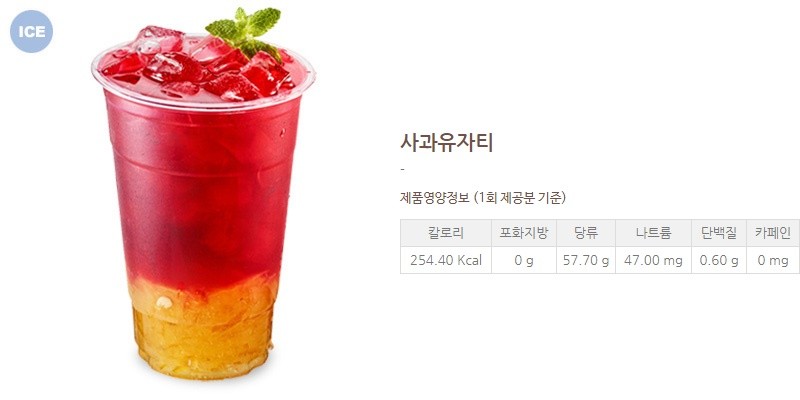 ICE
사과유자티
-
제품영양정보 (1회 제공분 기준)
칼로리 포화지방 당류 나트륨 단백질 카페인
254.40 Kcal 0 g 57.70 g 47.00 mg 0.60 g 0 mg